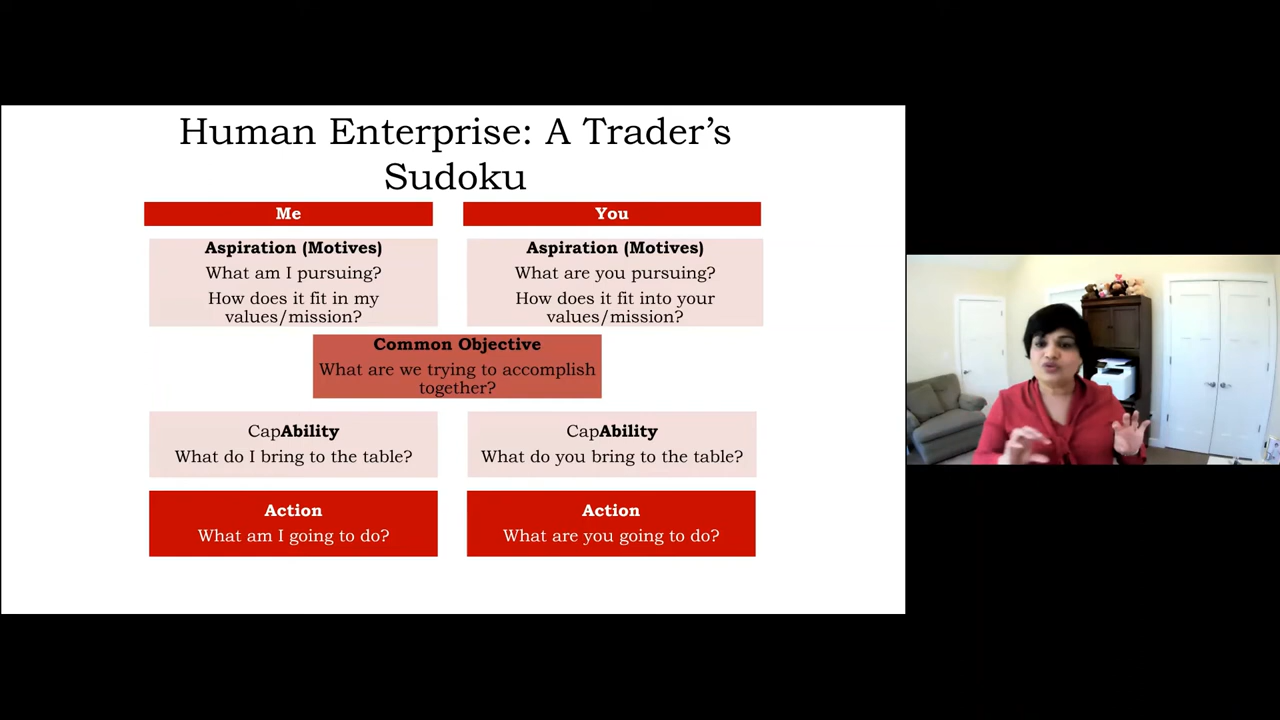 Human Enterprise: A Trader’s
Sudoku
Me
You
Aspiration (Motives)
What am I pursuing?
How does it fit in my
values/mission?
Aspiration (Motives)
What are you pursuing?
How does it fit into your
values/mission?
Common Objective
What are we trying to accomplish
together?
CapAbility
What do I bring to the table?
CapAbility
What do you bring to the table?
Action
What am I going to do?
Action
What are you going to do?